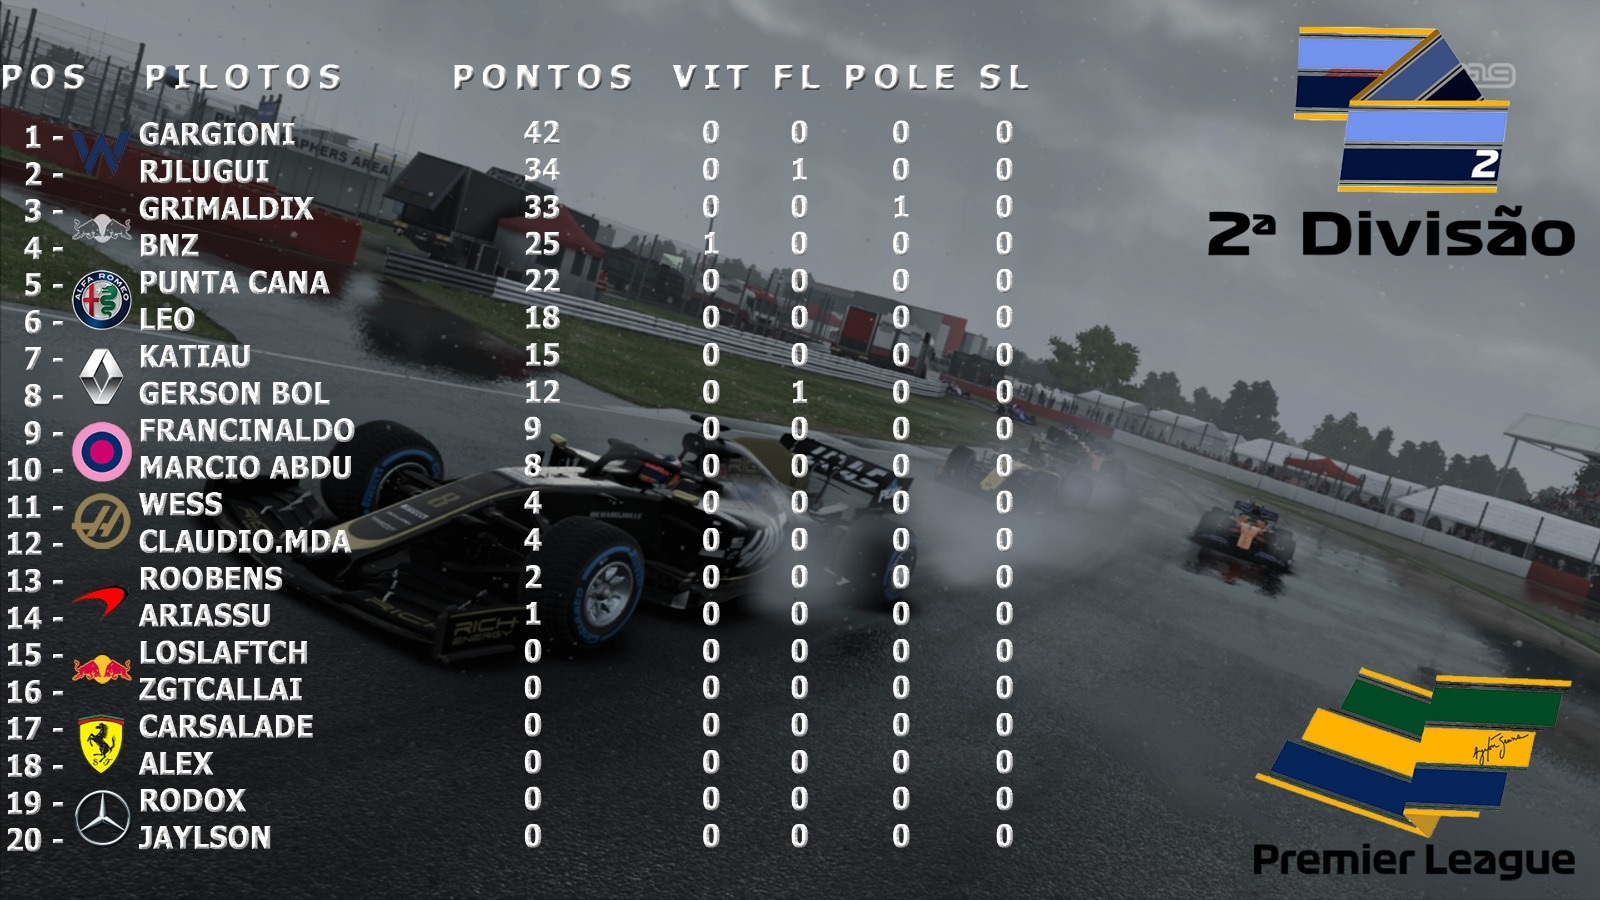 POS PILOTOS PONTOS VIT FL POLE SL
1 - GARGIONI 42 0 0 0 0
2 - RJLUGUI 34 0 1 0 0
3 - GRIMALDIX 33 0 0 1 0
4 - BNZ 25 1 0 0 0
5 - PUNTA CANA 22 0 0 0 0
6 - LEO 18 0 0 0 0
7 - KATIAU 15 0 0 0 0
8 - GERSON BOL 12 0 1 0 0
9 - FRANCINALDO 9 0 0 0 0
10 - MARCIO ABDU 8 0 0 0 0
11 - WESS 4 0 0 0 0
12 - CLAUDIO.MDA 4 0 0 0 0
13 - ROOBENS 2 0 0 0 0
14 - ARIASSU 1 0 0 0 0
15 - LOSLAFTCH 0 0 0 0 0
16 - ZGTCALLAI 0 0 0 0 0
17 - CARSALADE 0 0 0 0 0
18 - ALEX 0 0 0 0 0
19 - RODOX 0 0 0 0 0
20 - JAYLSON 0 0 0 0 0
2
2ª Divisão
ALFA ROMEO
RICH ENERGY
HAAS
Ayrton Senna
Premier League